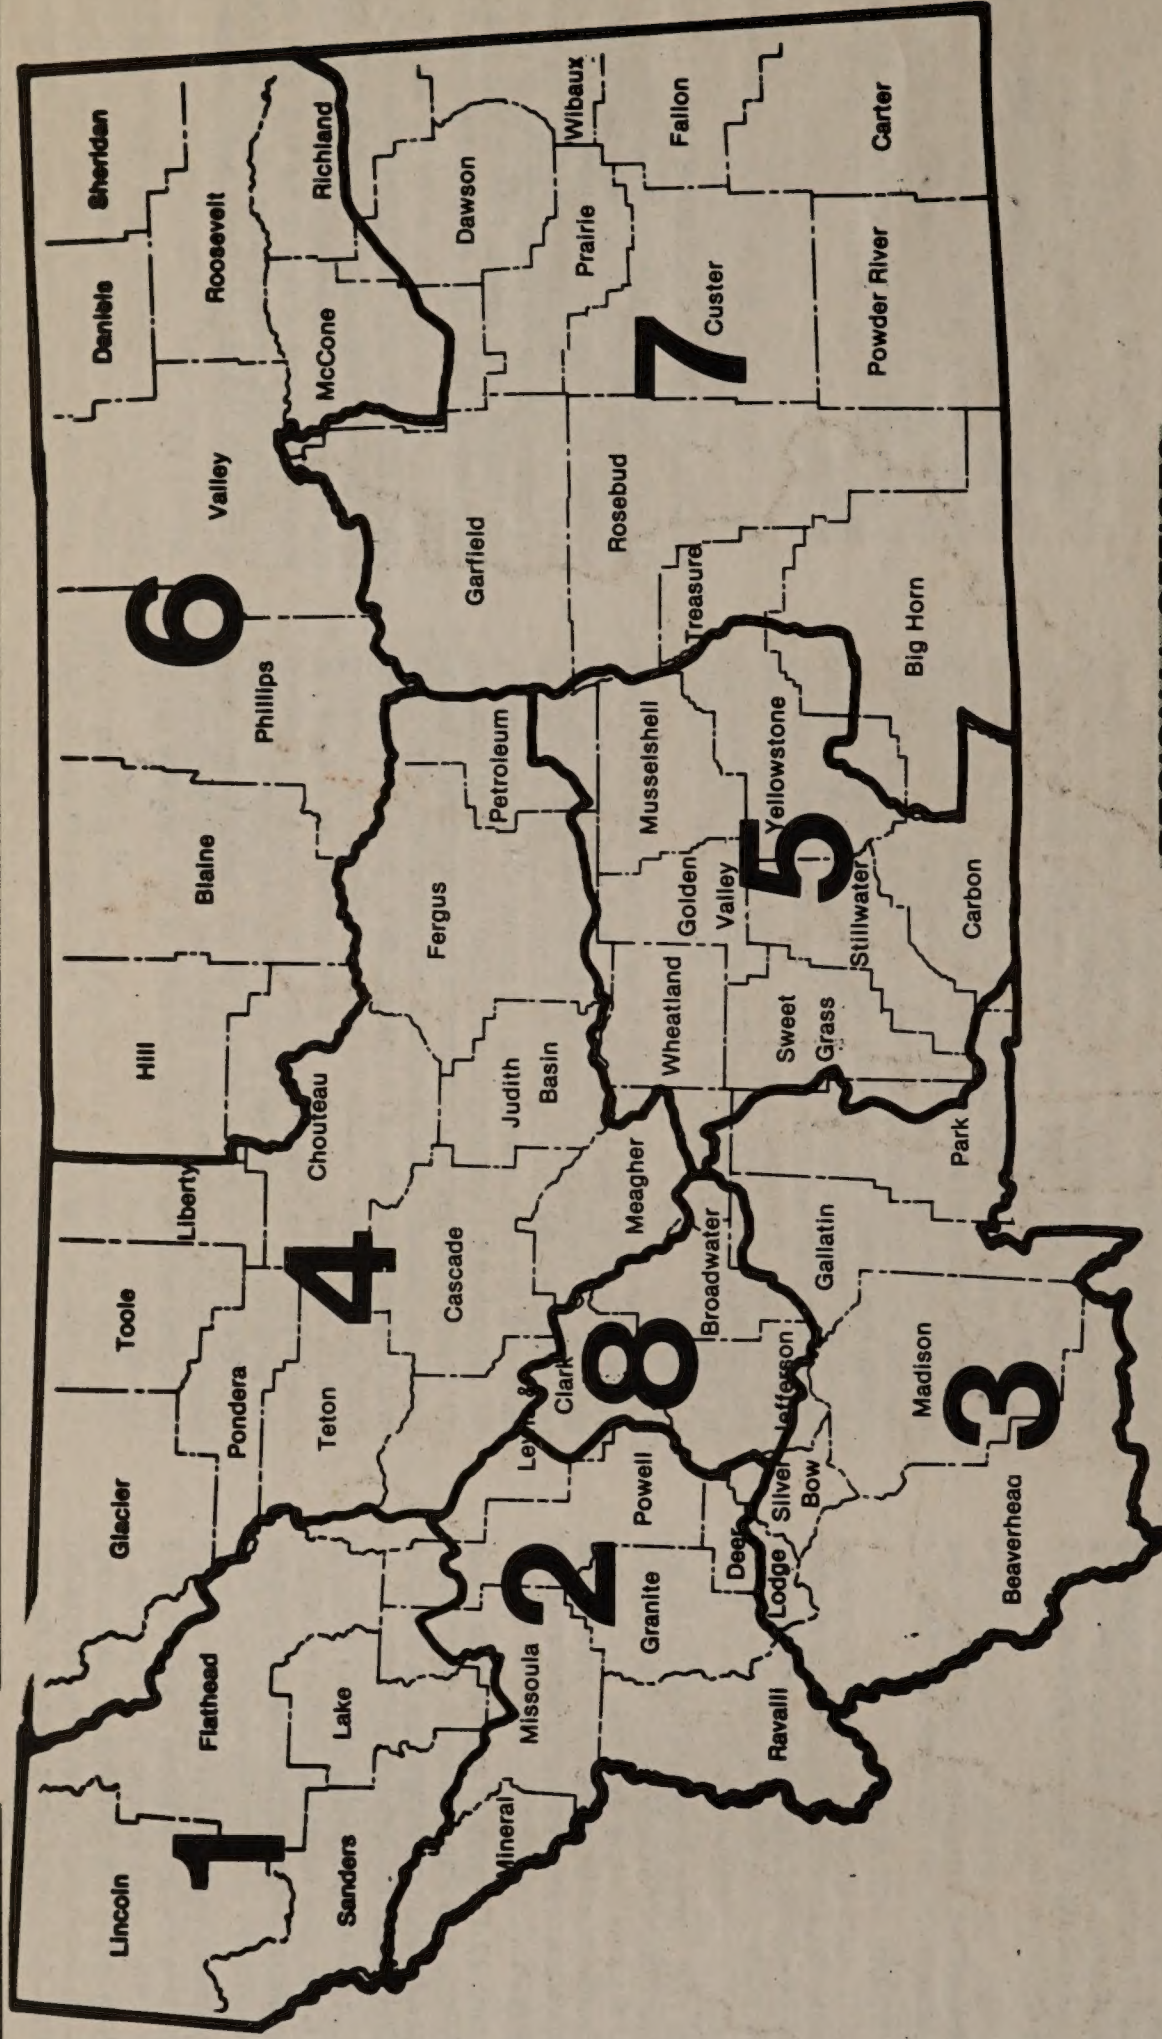 Lincoln
Flathead
Glacier
Toole
Liberty
Hill
Blaine
Phillips
Valley
Daniels
Sheridan
Roosevelt
1
6
Sanders
Lake
Pondera
Teton
4
Chouteau
McCone
Richland
Mineral
Missoula
2
Lewis &
Clark
Cascade
Judith
Basin
Fergus
Petroleum
Garfield
Dawson
Prairie
Wibaux
Granite
Powell
8
Meagher
Wheatland
Golden
Valley
Musselshell
Rosebud
Treasure
7
Custer
Fallon
Ravalli
Deer
Lodge
Silver
Bow
Jefferson
Broadwater
Gallatin
Sweet
Grass
Stillwater
5
Yellowstone
Big Horn
Powder River
Carter
Beaverhead
3
Madison
Park
Carbon